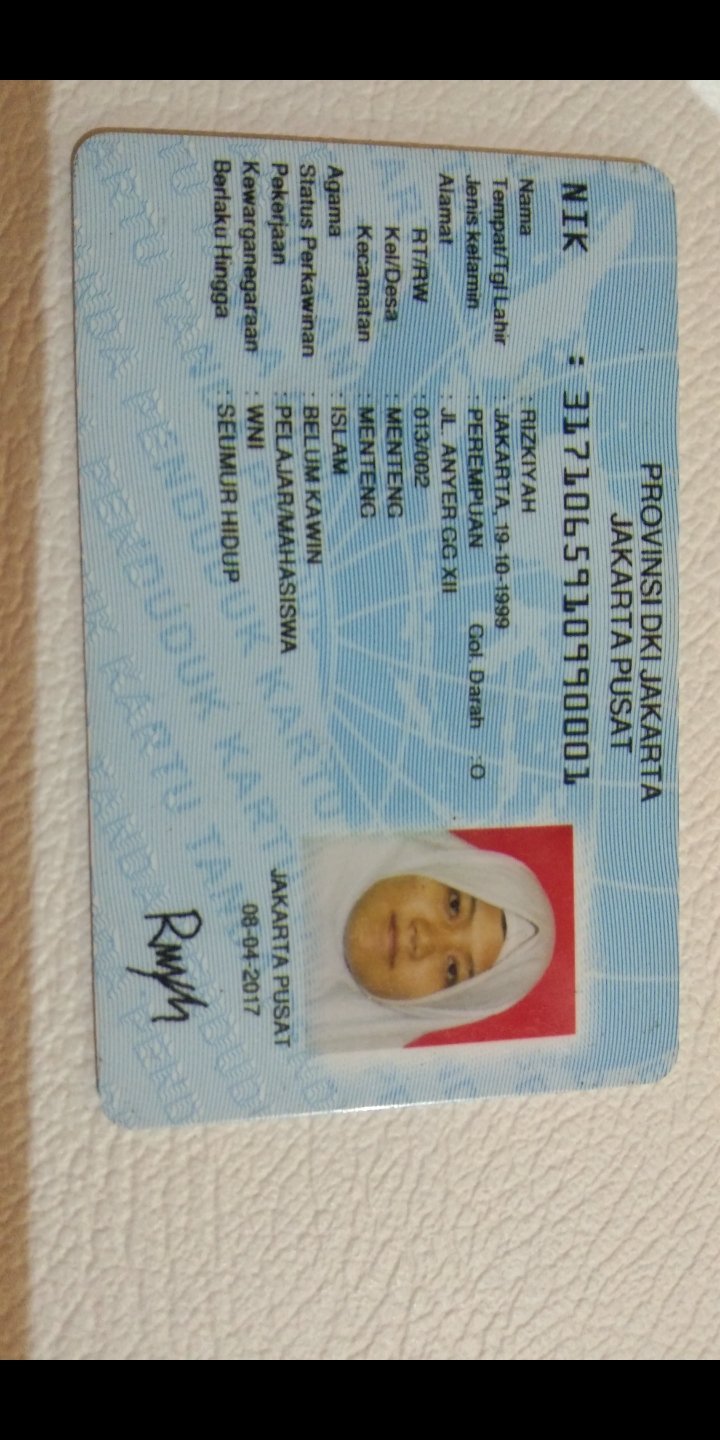 PROVINSI DKI JAKARTA
JAKARTA PUSAT
NIK : 3171065910990001
Nama : RIZKIYAH
Tempat/Tgl Lahir : JAKARTA, 19-10-1999
Jenis kelamin : PEREMPUAN Gol. Darah : O
Alamat : JL. ANYER GG XII
RT/RW : 013/002
Kel/Desa : MENTENG
Kecamatan : MENTENG
Agama : ISLAM
Status Perkawinan : BELUM KAWIN
Pekerjaan : PELAJAR/MAHASISWA
Kewarganegaraan : WNI
Berlaku Hingga : SEUMUR HIDUP
JAKARTA PUSAT
08-04-2017